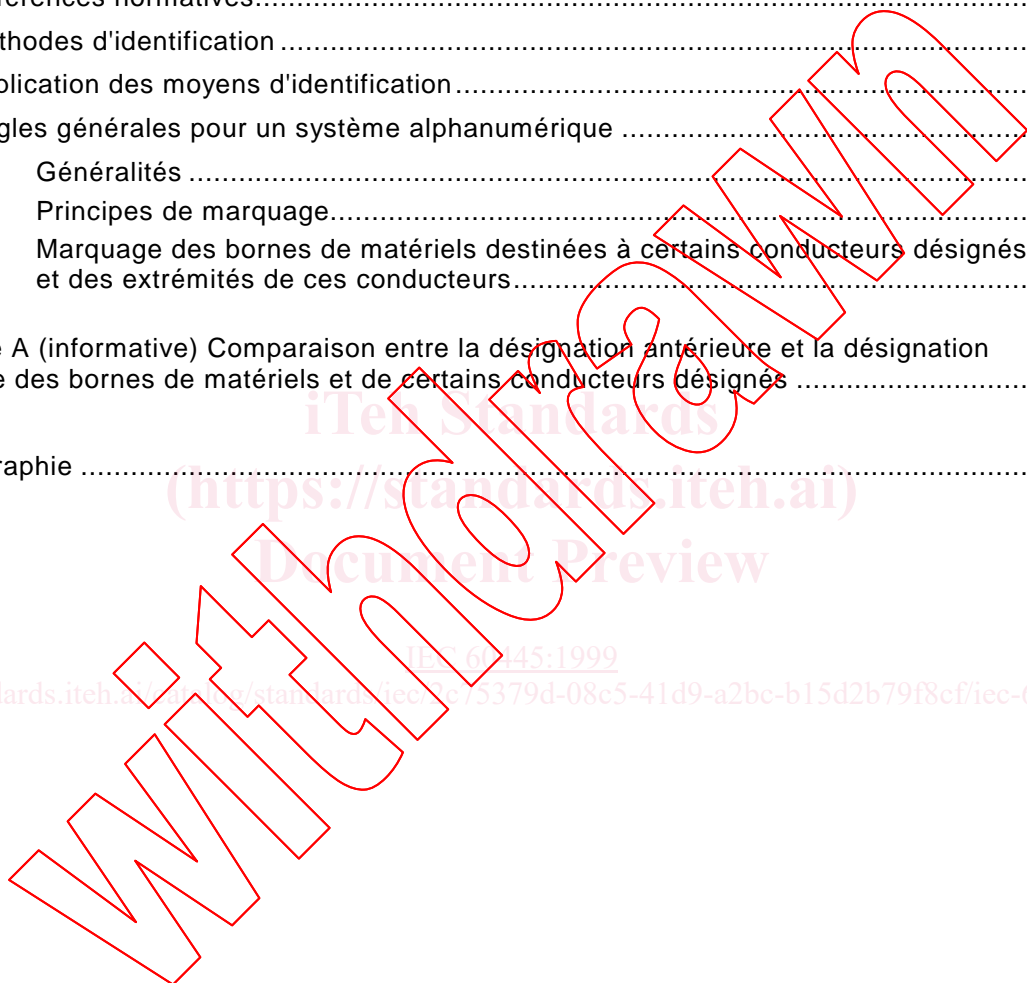 érences normatives..............................................................................................
thodes d'identification ...........................................................................................
plication des moyens d'identification......................................................................
gles générales pour un système alphanumérique ..................................................
Généralités ......................................................................................................
Principes de marquage.....................................................................................
Marquage des bornes de matériels destinées à certains conducteurs désignés
et des extrémités de ces conducteurs...............................................................
e A (informative) Comparaison entre la désignation antérieure et la désignation
e des bornes de matériels et de certains conducteurs désignés ............................
iTeh Standards
raphie ...................................................................................................................
(https://standards.iteh.ai)
Document Preview
IEC 60445:1999
dards.iteh.ai/catalog/standards/iec/2c75379d-08c5-41d9-a2bc-b15d2b79f8cf/iec-6
withdrawn